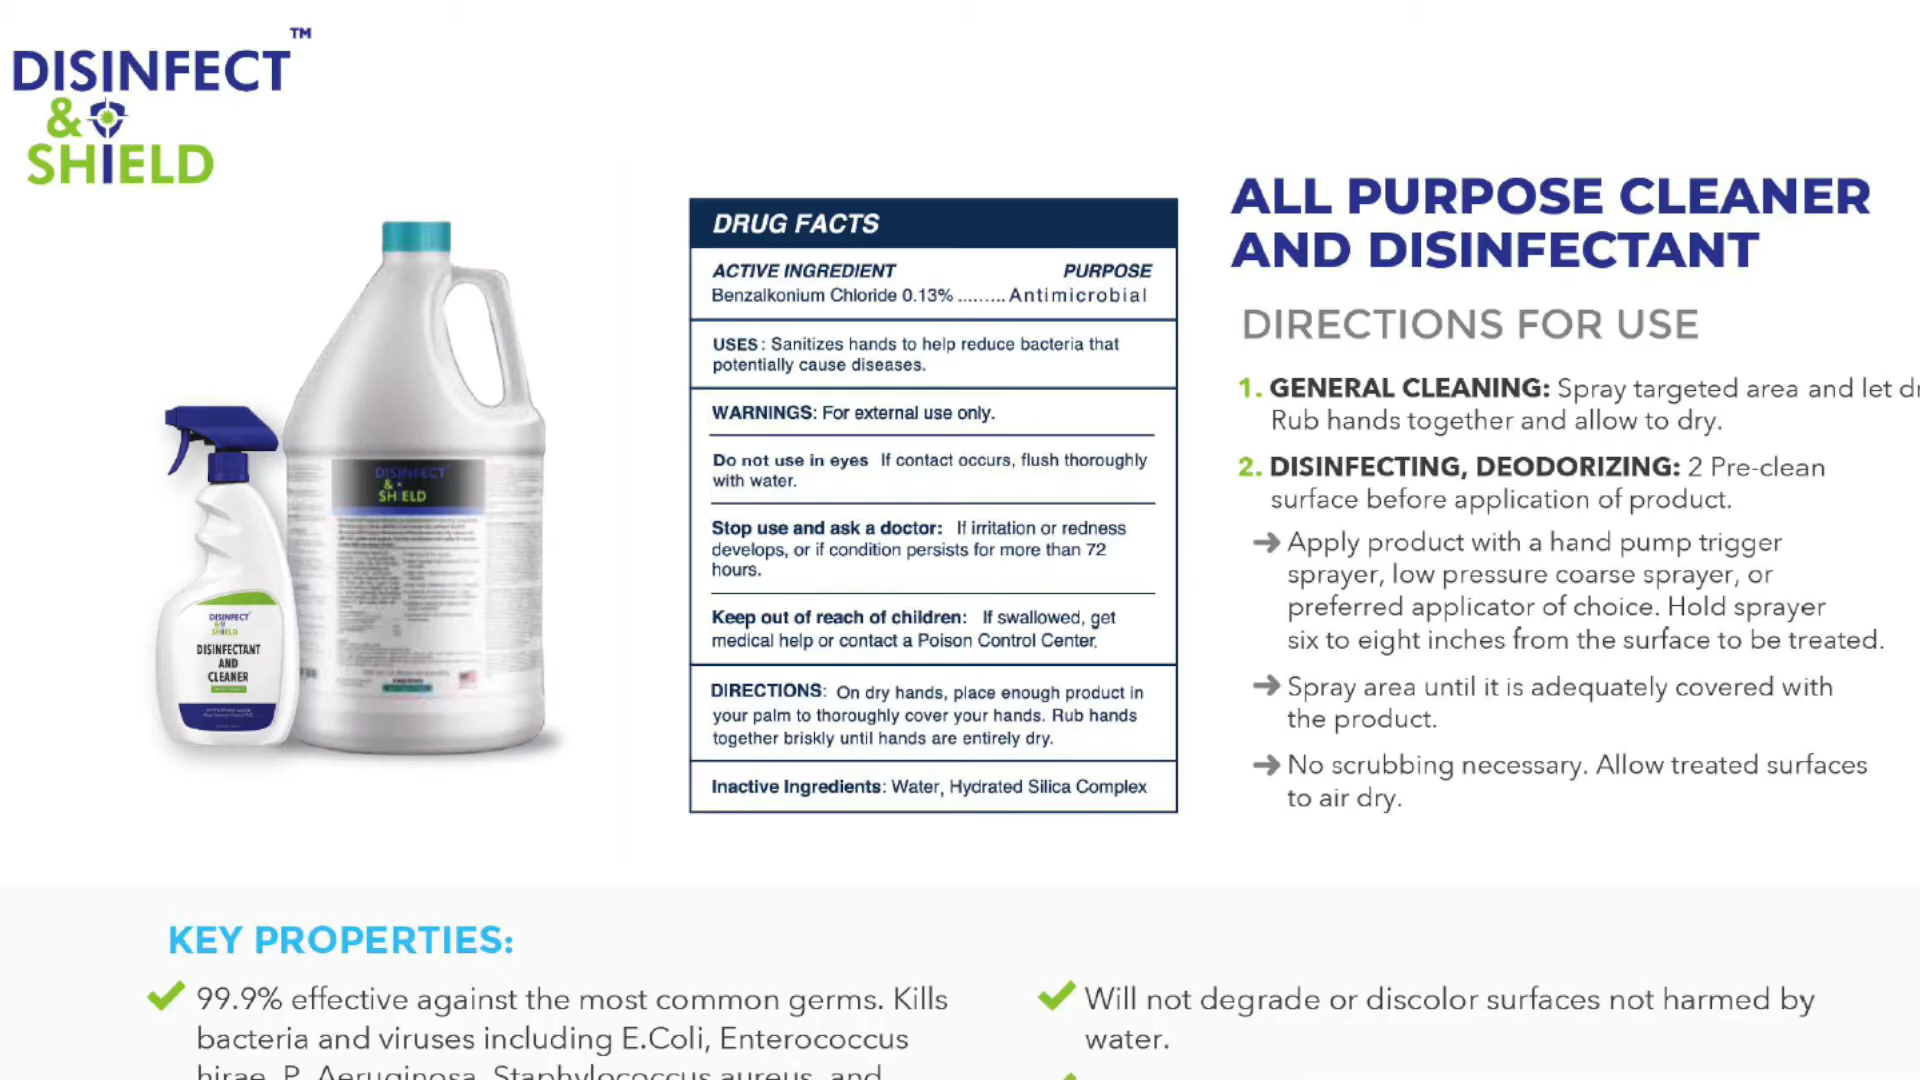 DISINFECT™
&
SHIELD
DISINFECT
&
SH ELD
DISINFECT
&
SHIELD
DISINFECTANT
AND
CLEANER
DRUG FACTS
ACTIVE INGREDIENT PURPOSE
Benzalkonium Chloride 0.13% ......... Antimicrobial
USES: Sanitizes hands to help reduce bacteria that
potentially cause diseases.
WARNINGS: For external use only.
Do not use in eyes If contact occurs, flush thoroughly
with water.
Stop use and ask a doctor: If irritation or redness
develops, or if condition persists for more than 72
hours.
Keep out of reach of children: If swallowed, get
medical help or contact a Poison Control Center.
DIRECTIONS: On dry hands, place enough product in
your palm to thoroughly cover your hands. Rub hands
together briskly until hands are entirely dry.
Inactive Ingredients: Water, Hydrated Silica Complex
ALL PURPOSE CLEANER
AND DISINFECTANT
DIRECTIONS FOR USE
1. GENERAL CLEANING: Spray targeted area and let
Rub hands together and allow to dry.
2. DISINFECTING, DEODORIZING: 2 Pre-clean
surface before application of product.
→ Apply product with a hand pump trigger
sprayer, low pressure coarse sprayer, or
preferred applicator of choice. Hold sprayer
six to eight inches from the surface to be treated.
→ Spray area until it is adequately covered with
the product.
→ No scrubbing necessary. Allow treated surfaces
to air dry.
KEY PROPERTIES:
99.9% effective against the most common germs. Kills
bacteria and viruses including E.Coli, Enterococcus
hirae, P. Aeruginosa, Staphylococcus aureus, and
Will not degrade or discolor surfaces not harmed by
water.